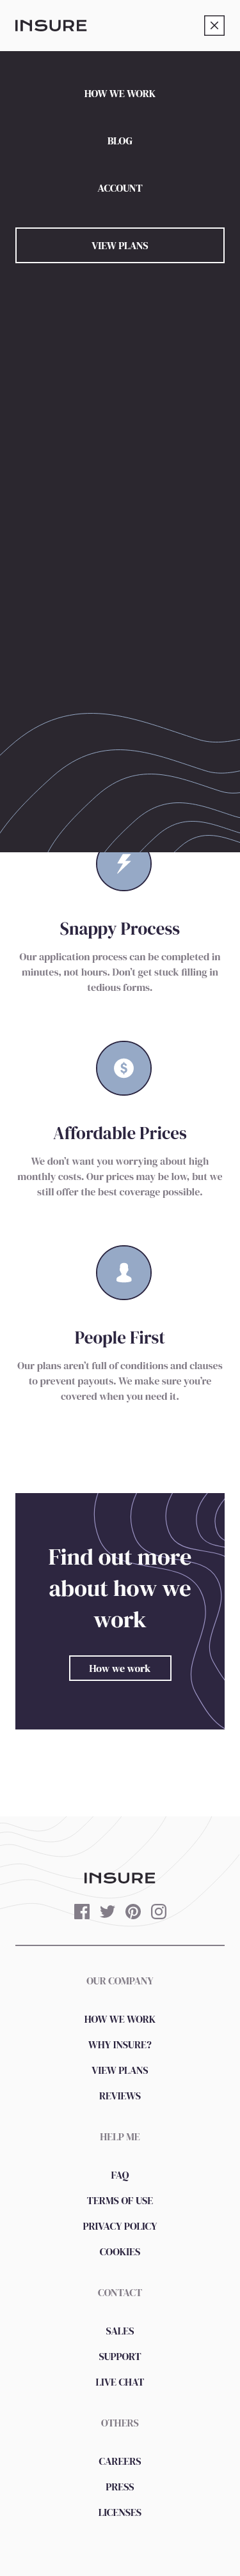 INSURE
HOW WE WORK
BLOG
ACCOUNT
VIEW PLANS
Snappy Process
Our application process can be completed in
minutes, not hours. Don't get stuck filling in
tedious forms.
Affordable Prices
We don't want you worrying about high
monthly costs. Our prices may be low, but we
still offer the best coverage possible.
People First
Our plans aren't full of conditions and clauses
to prevent payouts. We make sure you're
covered when you need it.
Find out more
about how we
work
How we work
INSURE
OUR COMPANY
HOW WE WORK
WHY INSURE?
VIEW PLANS
REVIEWS
HELP ME
FAQ
TERMS OF USE
PRIVACY POLICY
COOKIES
CONTACT
SALES
SUPPORT
LIVE CHAT
OTHERS
CAREERS
PRESS
LICENSES